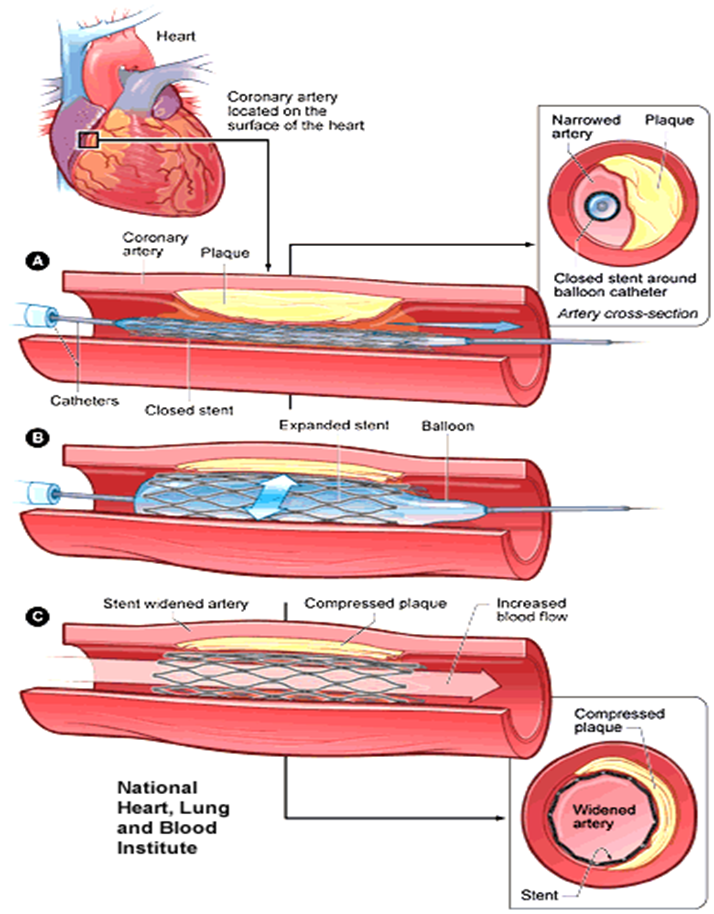 Heart
Coronary artery
located on the
surface of the heart
Narrowed
artery
Plaque
Closed stent around
balloon catheter
Artery cross-section
A
Coronary
artery
Plaque
Catheters
Closed stent
B
Expanded stent
Balloon
C
Stent widened artery
Compressed plaque
Increased
blood flow
National
Heart, Lung
and Blood
Institute
Compressed
plaque
Widened
artery
Stent